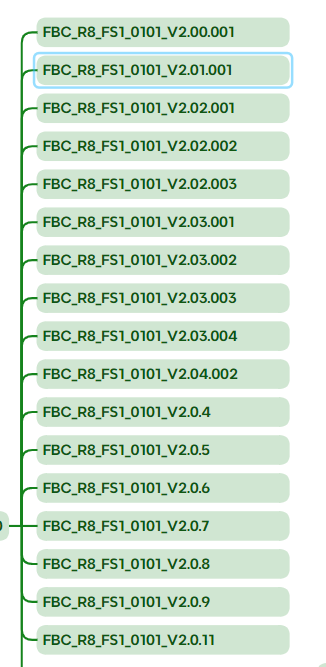 FBC_R8_FS1_0101_V2.00.001
FBC_R8_FS1_0101_V2.01.001
FBC_R8_FS1_0101_V2.02.001
FBC_R8_FS1_0101_V2.02.002
FBC_R8_FS1_0101_V2.02.003
FBC_R8_FS1_0101_V2.03.001
FBC_R8_FS1_0101_V2.03.002
FBC_R8_FS1_0101_V2.03.003
FBC_R8_FS1_0101_V2.03.004
FBC_R8_FS1_0101_V2.04.002
FBC_R8_FS1_0101_V2.0.4
FBC_R8_FS1_0101_V2.0.5
FBC_R8_FS1_0101_V2.0.6
FBC_R8_FS1_0101_V2.0.7
FBC_R8_FS1_0101_V2.0.8
FBC_R8_FS1_0101_V2.0.9
FBC_R8_FS1_0101_V2.0.11